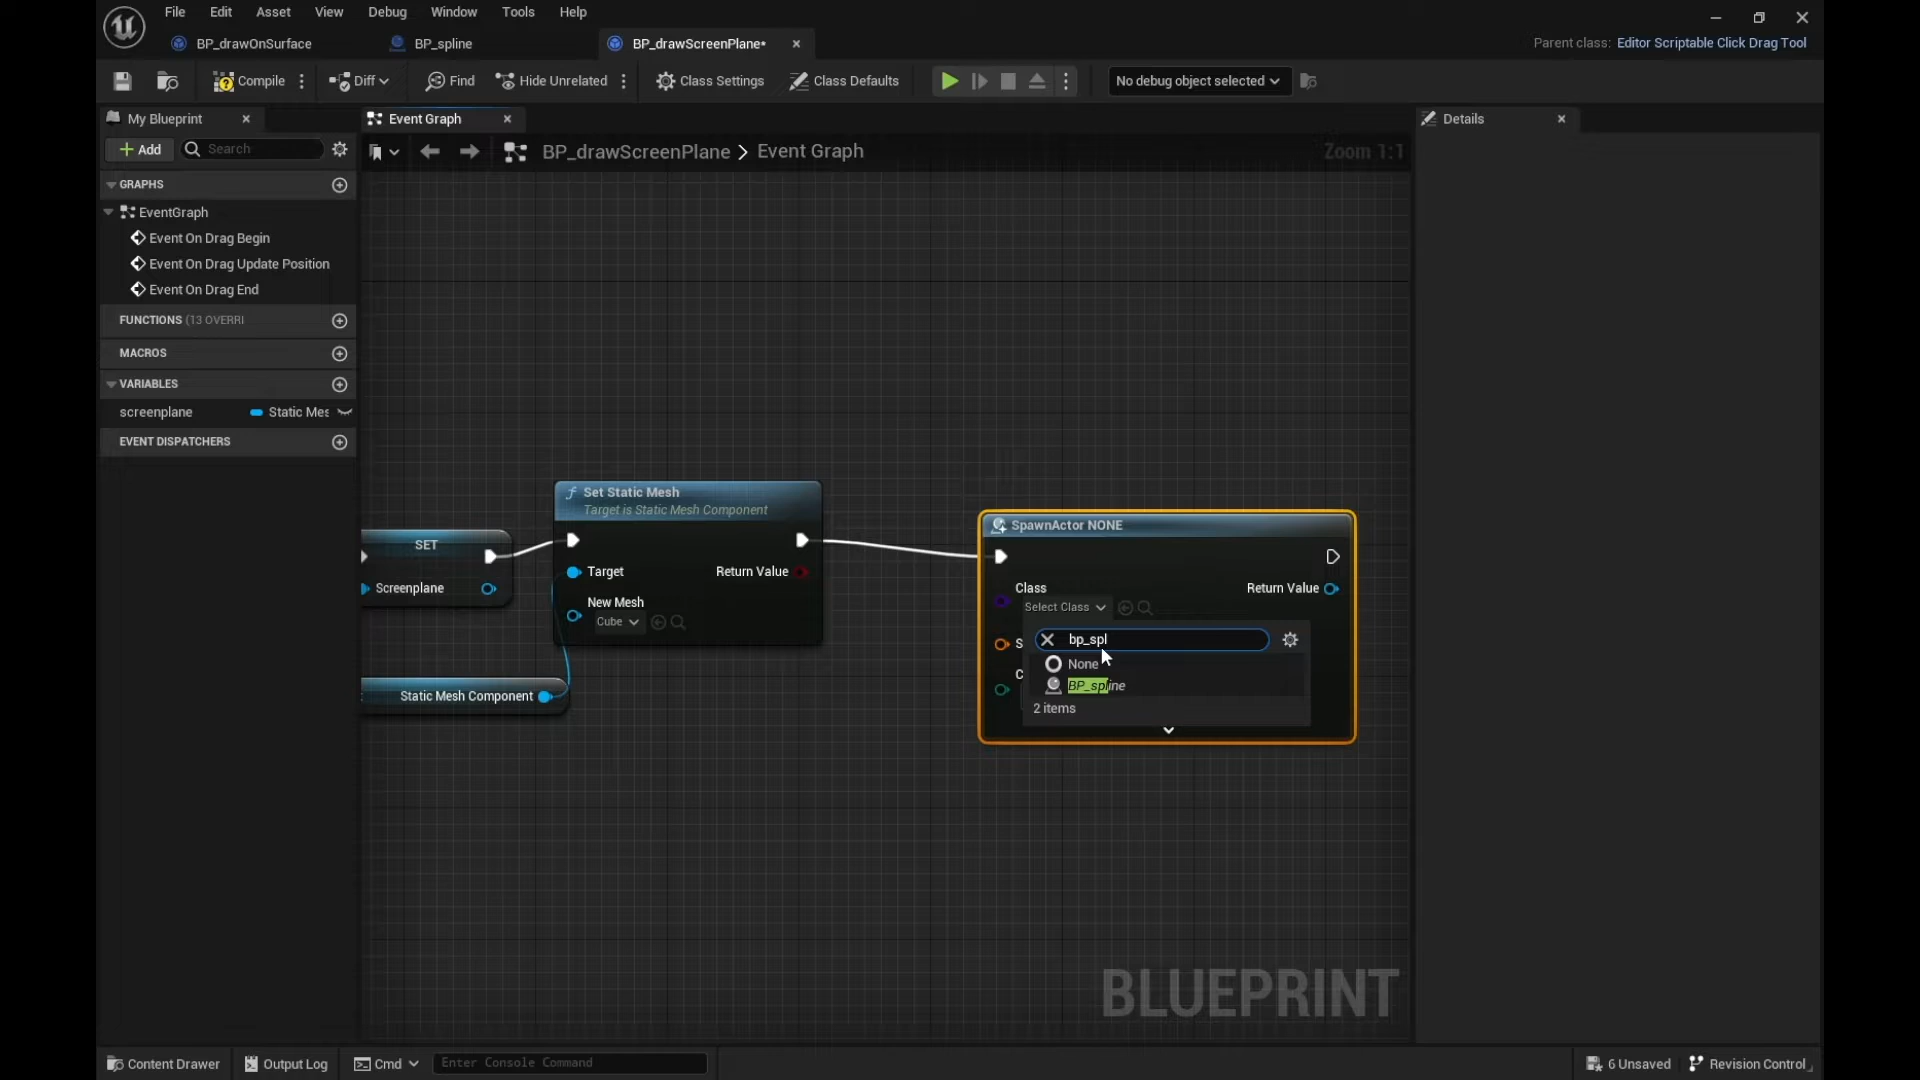 File Edit Asset View Debug Window Tools Help
BP_drawOnSurface BP_spline BP_drawScreenPlane* Parent class: Editor Scriptable Click Drag Tool
Compile Diff Find Hide Unrelated Class Settings Class Defaults No debug object selected
My Blueprint Event Graph Details
Add Search BP_drawScreenPlane > Event Graph Zoom 1:1
GRAPHS
EventGraph
Event On Drag Begin
Event On Drag Update Position
Event On Drag End
FUNCTIONS (13 OVERRI
MACROS
VARIABLES
screenplane Static Mes
EVENT DISPATCHERS
SET
Screenplane
Static Mesh Component
Set Static Mesh
Target is Static Mesh Component
Target Return Value
New Mesh
Cube
SpawnActor NONE
Class Return Value
Select Class
S
C
bp_spl
None
BP_spline
2 items
BLUEPRINT
Content Drawer Output Log Cmd Enter Console Command 6 Unsaved Revision Control